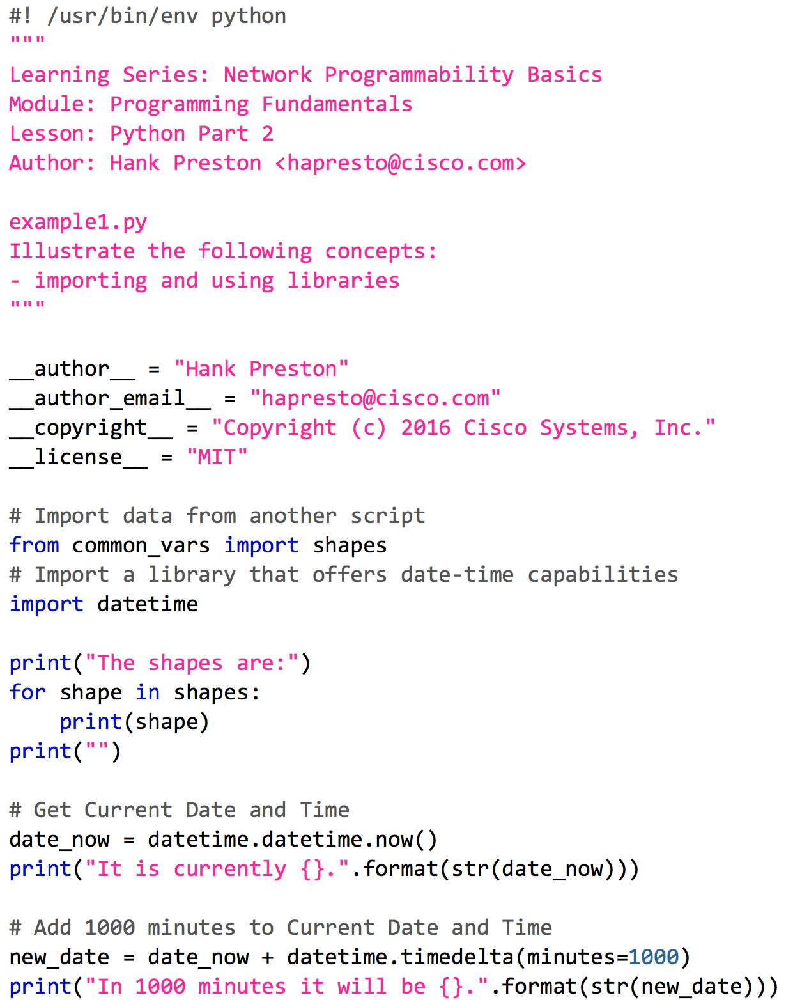 #! /usr/bin/env python
"""
Learning Series: Network Programmability Basics
Module: Programming Fundamentals
Lesson: Python Part 2
Author: Hank Preston <hapresto@cisco.com>

example1.py
Illustrate the following concepts:
- importing and using libraries
"""

__author__ = "Hank Preston"
__author_email__ = "hapresto@cisco.com"
__copyright__ = "Copyright (c) 2016 Cisco Systems, Inc."
__license__ = "MIT"

# Import data from another script
from common_vars import shapes
# Import a library that offers date-time capabilities
import datetime

print("The shapes are:")
for shape in shapes:
    print(shape)
print("")

# Get Current Date and Time
date_now = datetime.datetime.now()
print("It is currently {}.".format(str(date_now)))

# Add 1000 minutes to Current Date and Time
new_date = date_now + datetime.timedelta(minutes=1000)
print("In 1000 minutes it will be {}.".format(str(new_date)))